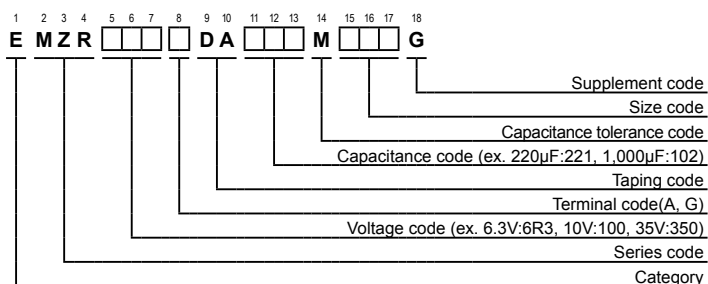 1 2 3 4 5 6 7 8 9 10 11 12 13 14 15 16 17 18
E M Z R □ □ □ □ D A □ □ □ M □ □ □ G
Supplement code
Size code
Capacitance tolerance code
Capacitance code (ex. 220µF:221, 1,000µF:102)
Taping code
Terminal code(A, G)
Voltage code (ex. 6.3V:6R3, 10V:100, 35V:350)
Series code
Category